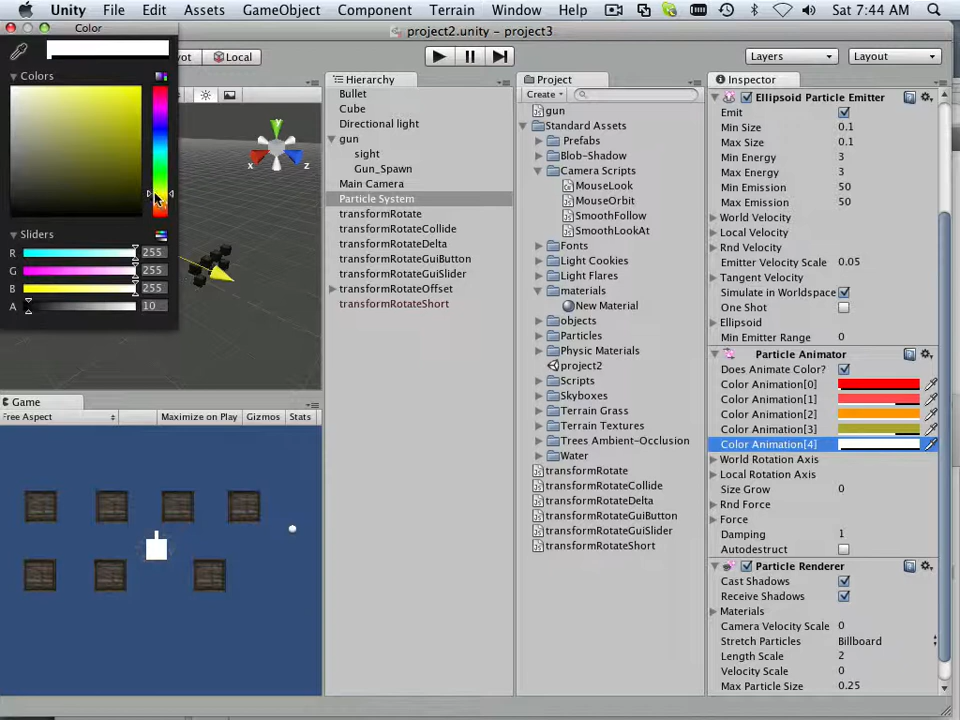 Unity File Edit Assets GameObject Component Terrain Window Help Sat 7:44 AM
project2.unity - project3
Color
Colors
Sliders
R 255
G 255
B 255
A 10
vot Local
Layers Layout
x y z
Game
Free Aspect Maximize on Play Gizmos Stats
Hierarchy
Bullet
Cube
Directional light
gun
sight
Gun_Spawn
Main Camera
Particle System
transformRotate
transformRotateCollide
transformRotateDelta
transformRotateGuiButton
transformRotateGuiSlider
transformRotateOffset
transformRotateShort
Project
Create
gun
Standard Assets
Prefabs
Blob-Shadow
Camera Scripts
MouseLook
MouseOrbit
SmoothFollow
SmoothLookAt
Fonts
Light Cookies
Light Flares
materials
New Material
objects
Particles
Physic Materials
project2
Scripts
Skyboxes
Terrain Grass
Terrain Textures
Trees Ambient-Occlusion
Water
transformRotate
transformRotateCollide
transformRotateDelta
transformRotateGuiButton
transformRotateGuiSlider
transformRotateShort
Inspector
Ellipsoid Particle Emitter
Emit
Min Size 0.1
Max Size 0.1
Min Energy 3
Max Energy 3
Min Emission 50
Max Emission 50
World Velocity
Local Velocity
Rnd Velocity
Emitter Velocity Scale 0.05
Tangent Velocity
Simulate in Worldspace
One Shot
Ellipsoid
Min Emitter Range 0
Particle Animator
Does Animate Color?
Color Animation[0]
Color Animation[1]
Color Animation[2]
Color Animation[3]
Color Animation[4]
World Rotation Axis
Local Rotation Axis
Size Grow 0
Rnd Force
Force
Damping 1
Autodestruct
Particle Renderer
Cast Shadows
Receive Shadows
Materials
Camera Velocity Scale 0
Stretch Particles Billboard
Length Scale 2
Velocity Scale 0
Max Particle Size 0.25